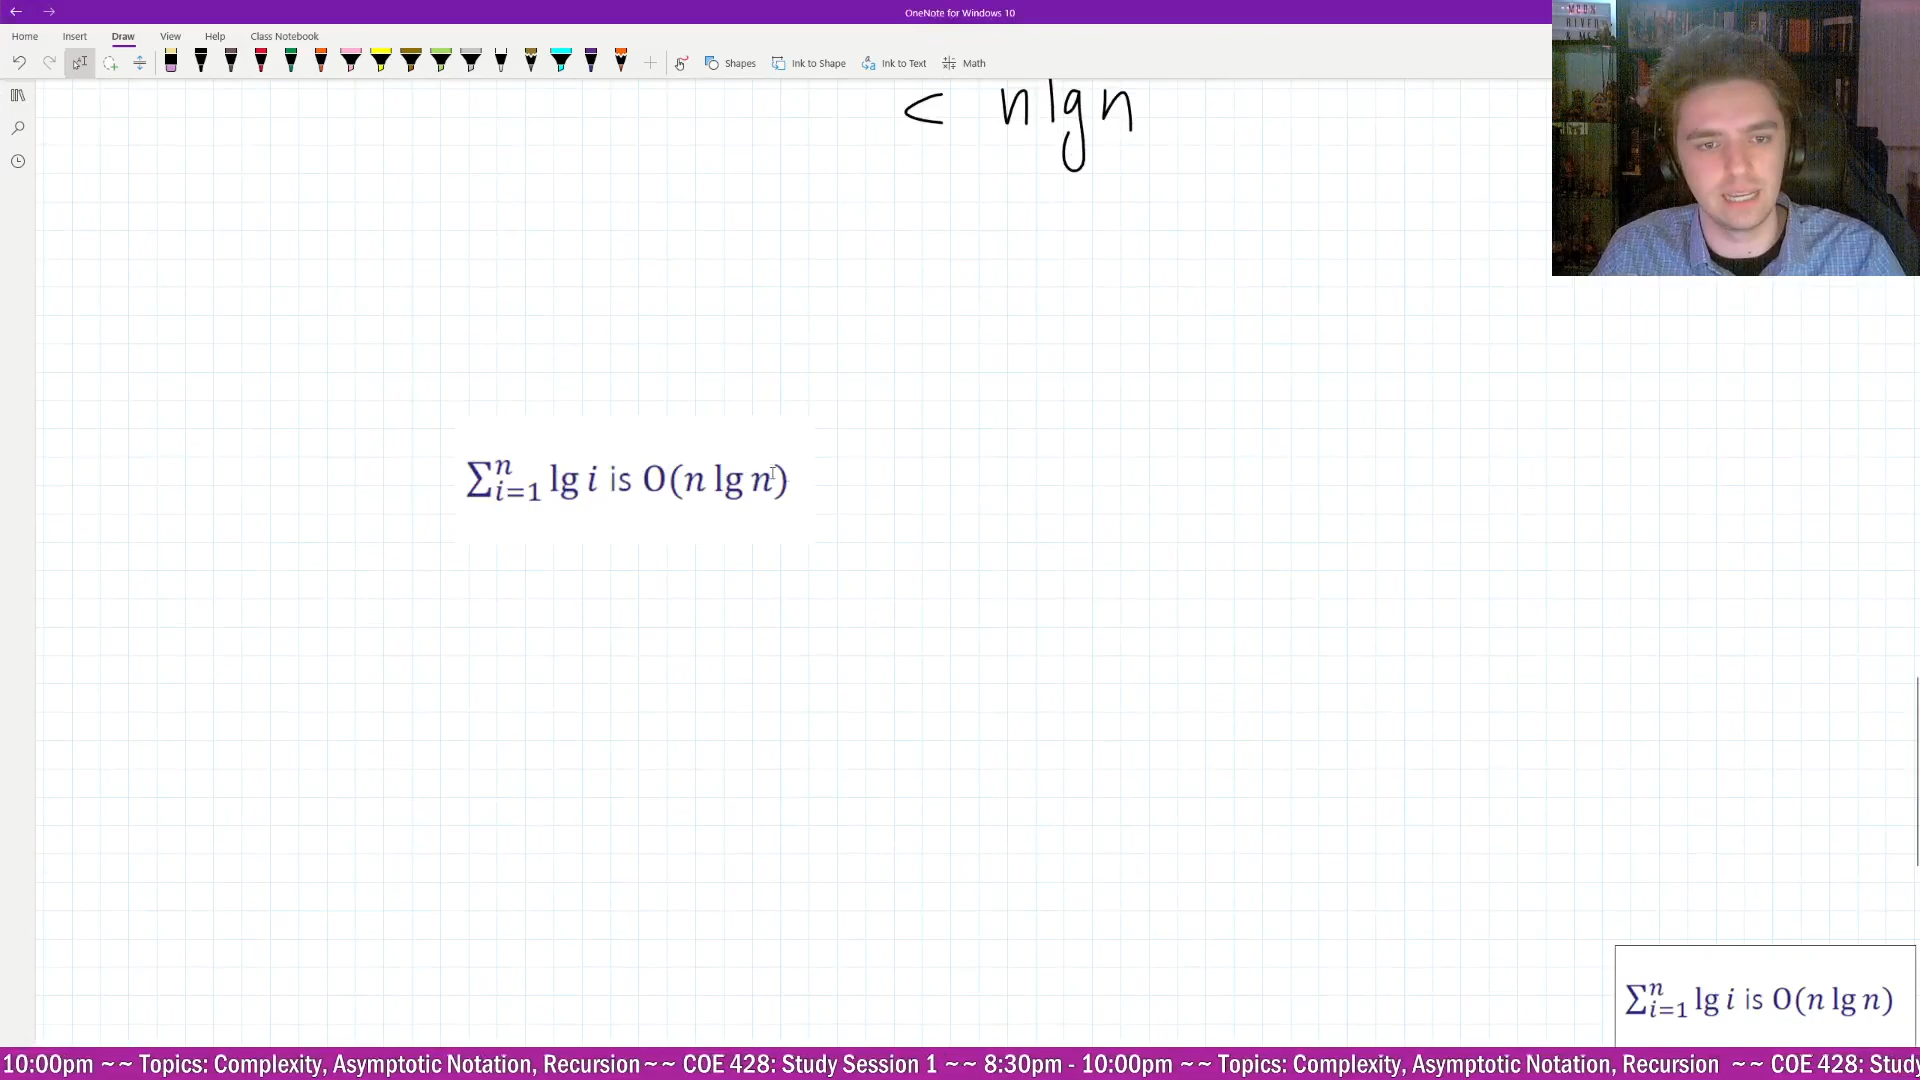 OneNote for Windows 10
Home Insert Draw View Help Class Notebook
Shapes Ink to Shape Ink to Text Math
< n lg n
∑ⁿᵢ₌₁ lg i is O(n lg n)
∑ⁿᵢ₌₁ lg i is O(n lg n)
10:00pm ~~ Topics: Complexity, Asymptotic Notation, Recursion~~ COE 428: Study Session 1 ~~ 8:30pm - 10:00pm ~~ Topics: Complexity, Asymptotic Notation, Recursion ~~ COE 428: Study